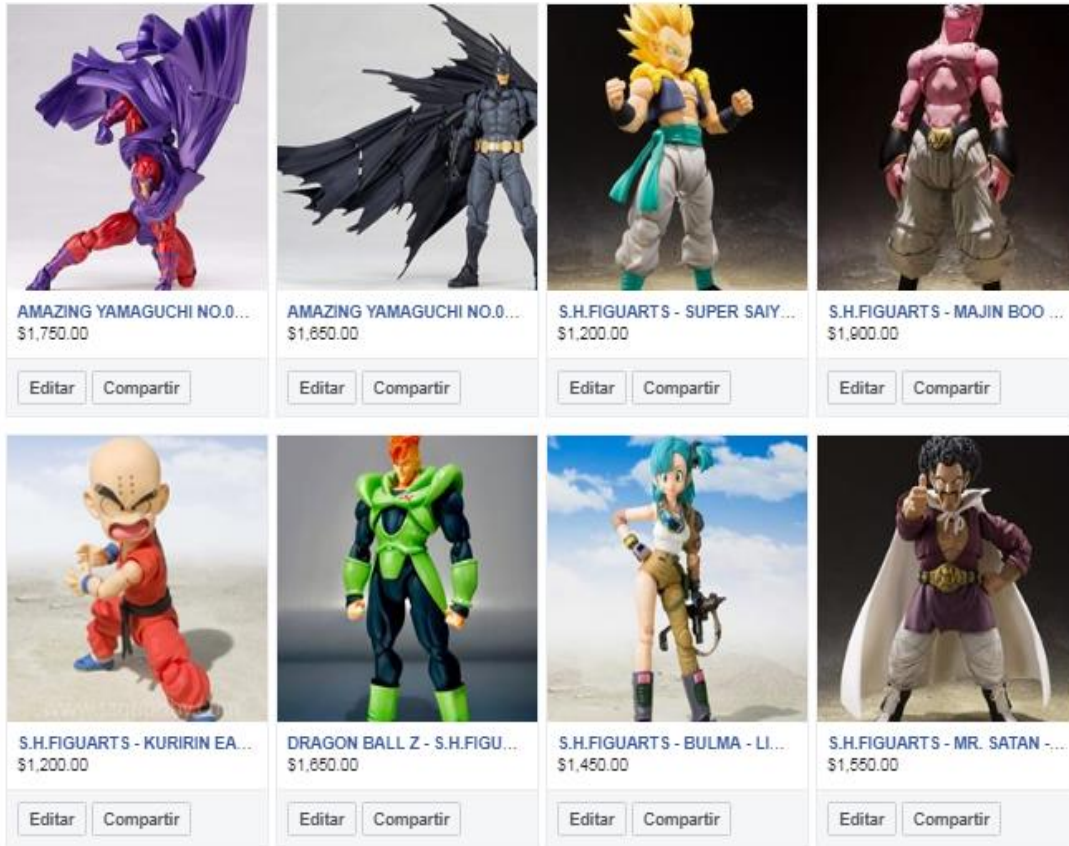 AMAZING YAMAGUCHI NO.0...
$1,750.00
Editar Compartir
AMAZING YAMAGUCHI NO.0...
$1,650.00
Editar Compartir
S.H.FIGUARTS - SUPER SAIY...
$1,200.00
Editar Compartir
S.H.FIGUARTS - MAJIN BOO ...
$1,900.00
Editar Compartir
S.H.FIGUARTS - KURIRIN EA...
$1,200.00
Editar Compartir
DRAGON BALL Z - S.H.FIGU...
$1,650.00
Editar Compartir
S.H.FIGUARTS - BULMA - LI...
$1,450.00
Editar Compartir
S.H.FIGUARTS - MR. SATAN -...
$1,550.00
Editar Compartir